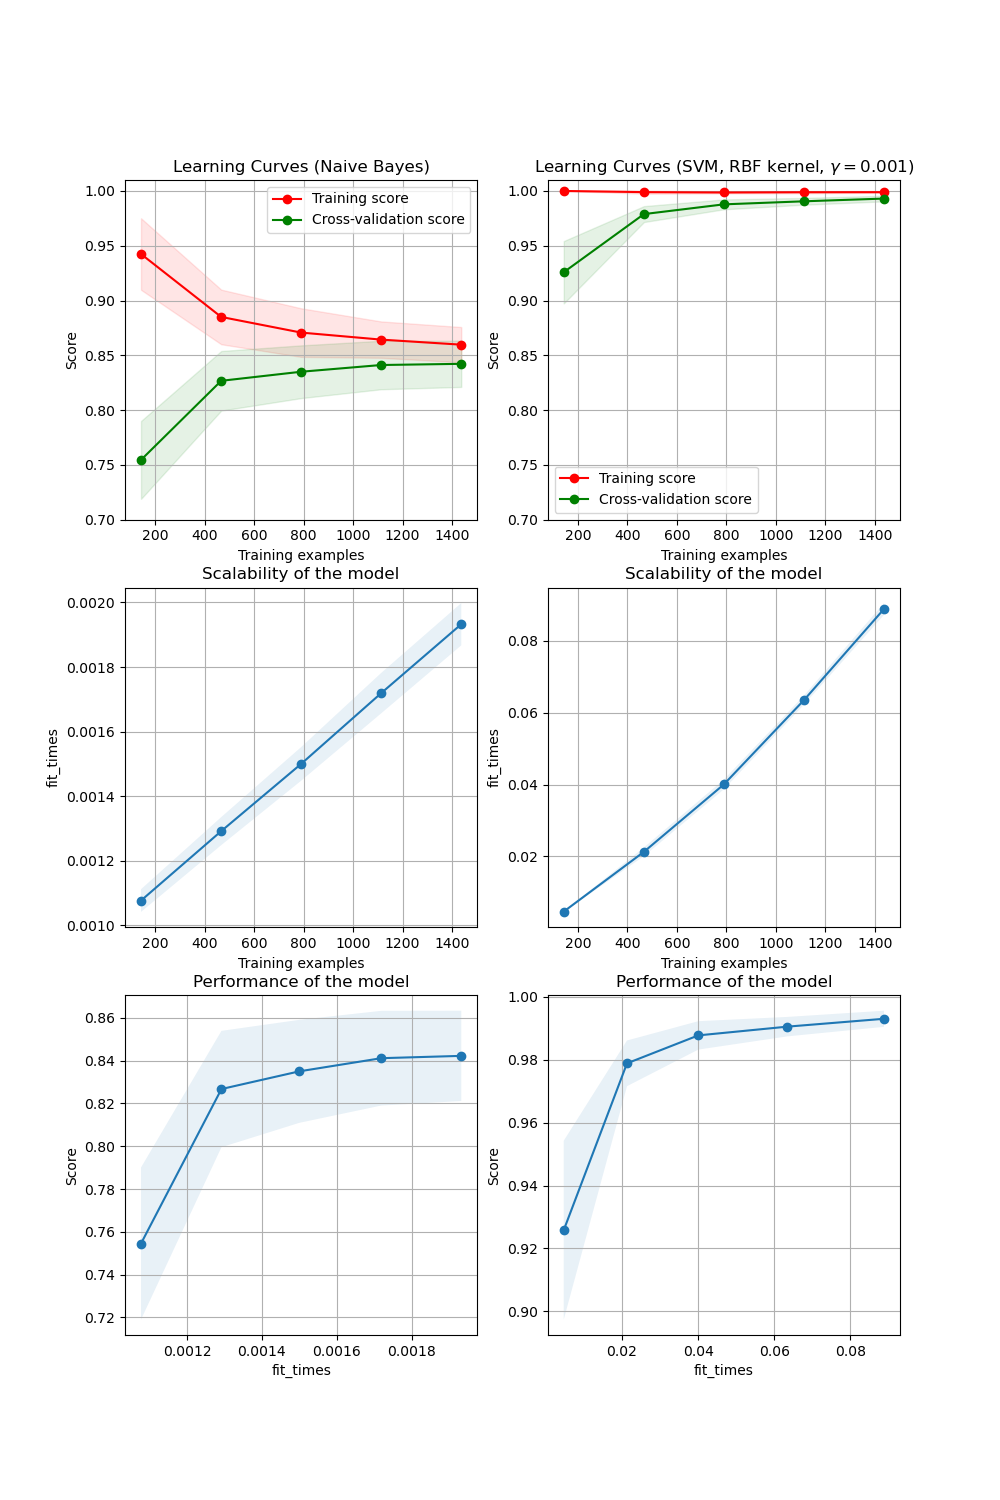 Learning Curves (Naive Bayes)
Score
1.00
0.95
0.90
0.85
0.80
0.75
0.70
Training score
Cross-validation score
200 400 600 800 1000 1200 1400
Training examples
Learning Curves (SVM, RBF kernel, γ = 0.001)
Score
1.00
0.95
0.90
0.85
0.80
0.75
0.70
Training score
Cross-validation score
200 400 600 800 1000 1200 1400
Training examples
Scalability of the model
fit_times
0.0020
0.0018
0.0016
0.0014
0.0012
0.0010
200 400 600 800 1000 1200 1400
Training examples
Scalability of the model
fit_times
0.08
0.06
0.04
0.02
200 400 600 800 1000 1200 1400
Training examples
Performance of the model
Score
0.86
0.84
0.82
0.80
0.78
0.76
0.74
0.72
0.0012 0.0014 0.0016 0.0018
fit_times
Performance of the model
Score
1.00
0.98
0.96
0.94
0.92
0.90
0.02 0.04 0.06 0.08
fit_times